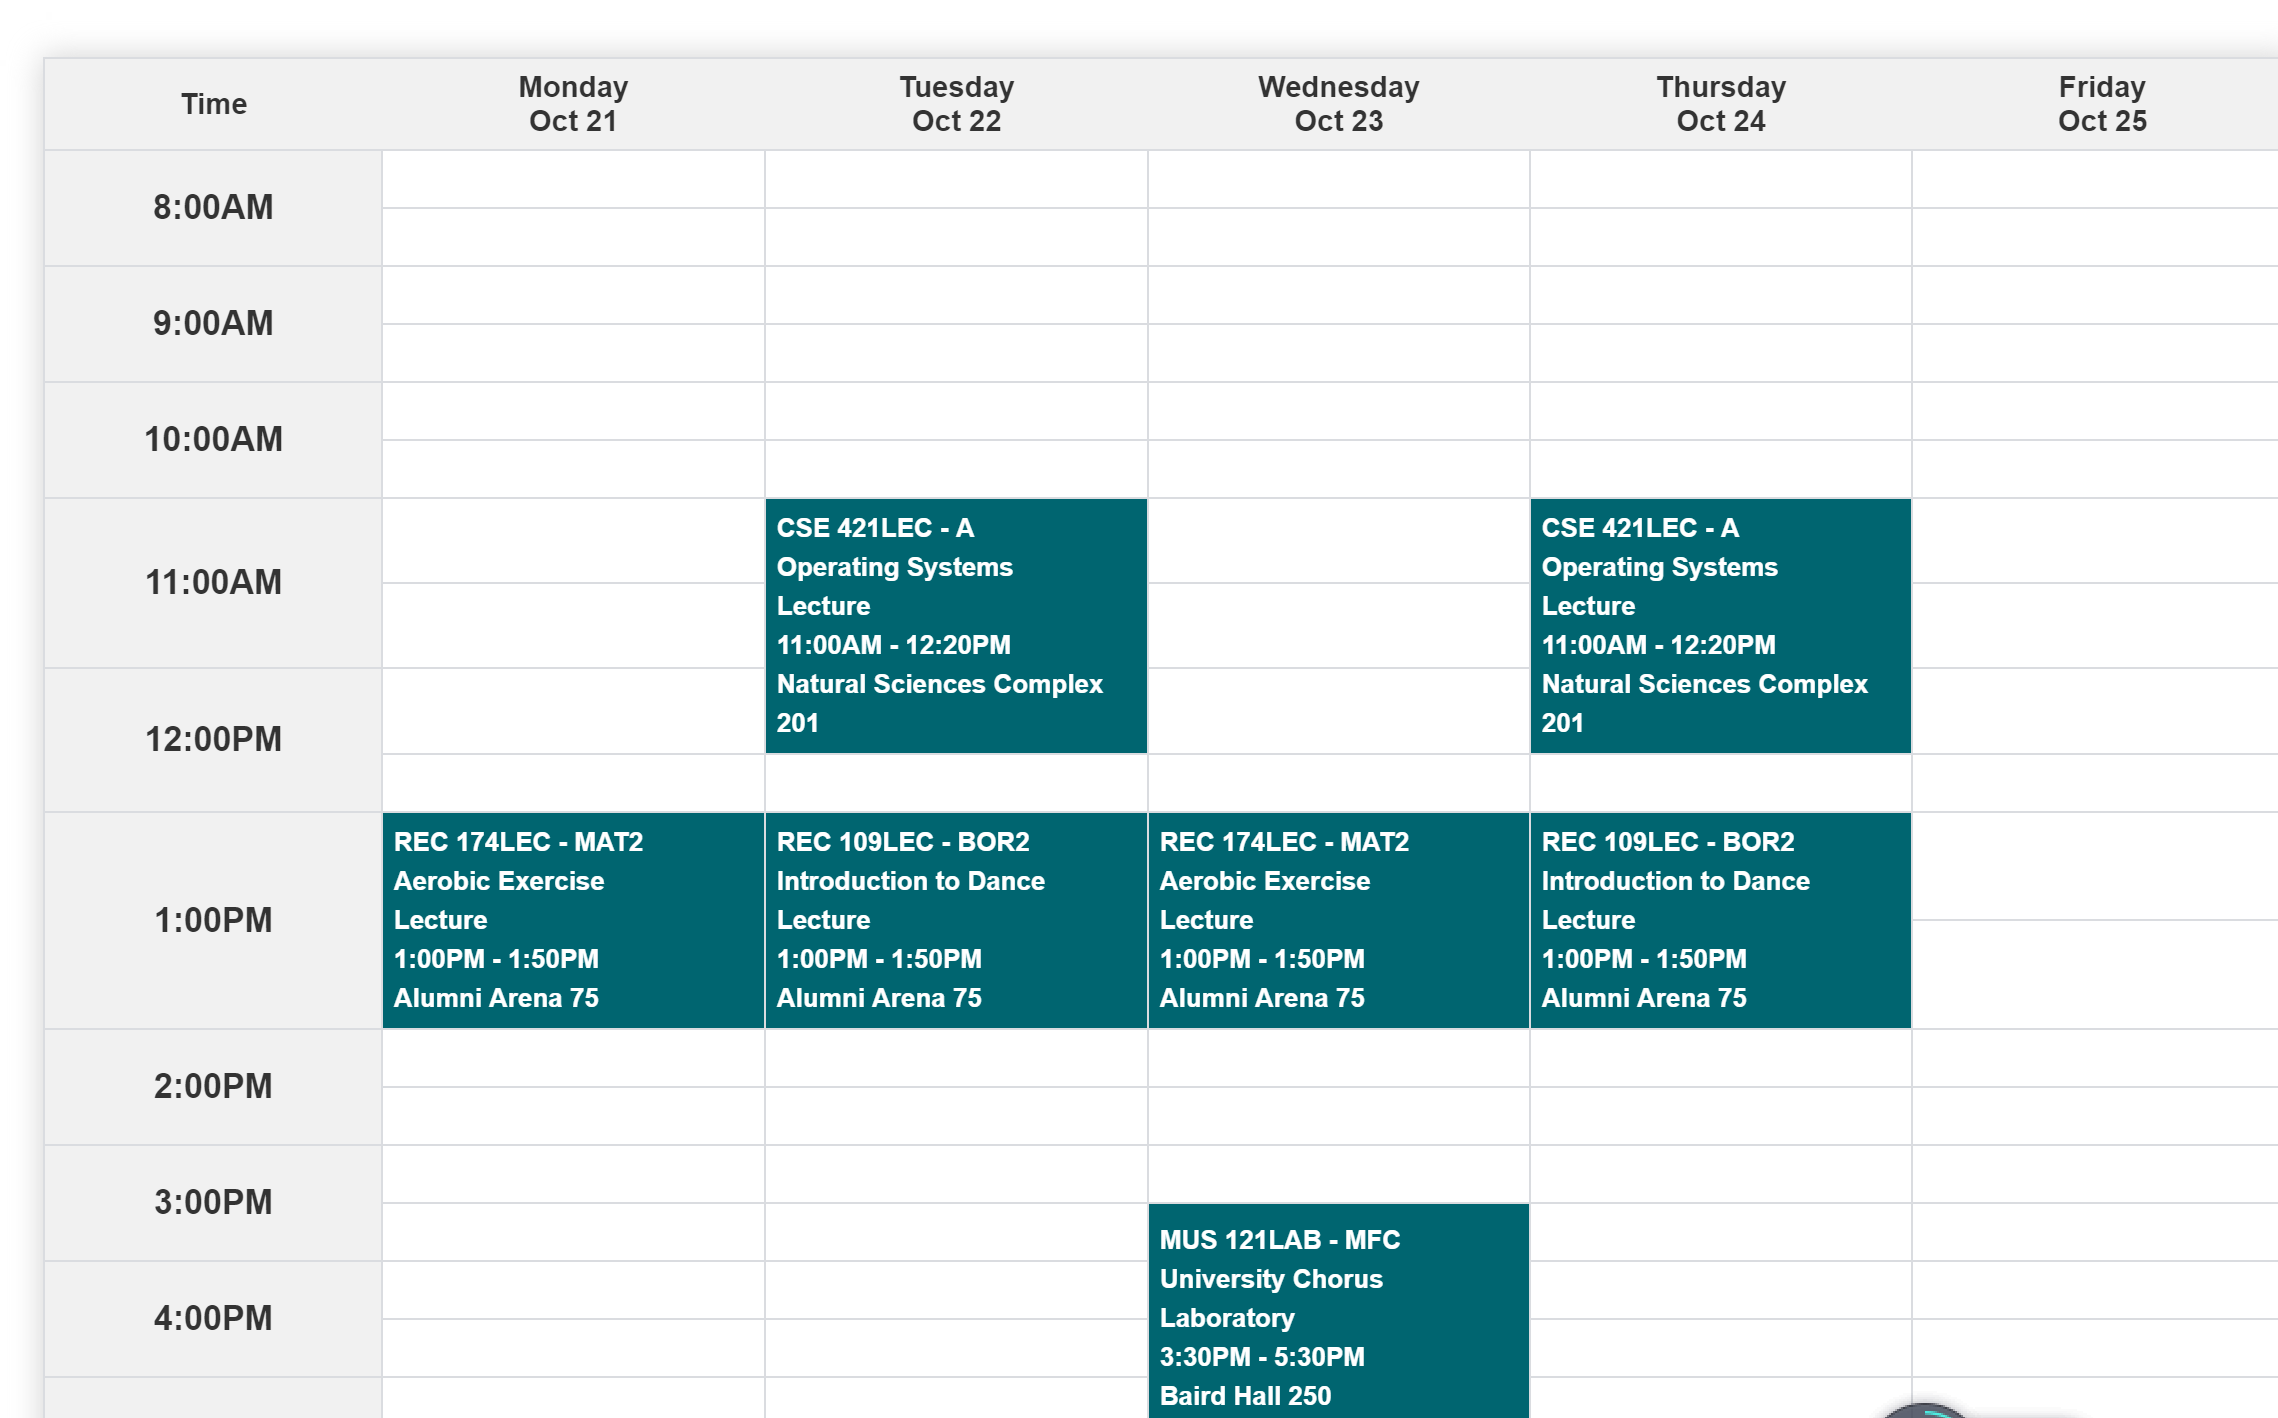 Time
Monday
Oct 21
Tuesday
Oct 22
Wednesday
Oct 23
Thursday
Oct 24
Friday
Oct 25
8:00AM
9:00AM
10:00AM
11:00AM
CSE 421LEC - A
Operating Systems
Lecture
11:00AM - 12:20PM
Natural Sciences Complex
201
CSE 421LEC - A
Operating Systems
Lecture
11:00AM - 12:20PM
Natural Sciences Complex
201
12:00PM
1:00PM
REC 174LEC - MAT2
Aerobic Exercise
Lecture
1:00PM - 1:50PM
Alumni Arena 75
REC 109LEC - BOR2
Introduction to Dance
Lecture
1:00PM - 1:50PM
Alumni Arena 75
REC 174LEC - MAT2
Aerobic Exercise
Lecture
1:00PM - 1:50PM
Alumni Arena 75
REC 109LEC - BOR2
Introduction to Dance
Lecture
1:00PM - 1:50PM
Alumni Arena 75
2:00PM
3:00PM
MUS 121LAB - MFC
University Chorus
Laboratory
3:30PM - 5:30PM
Baird Hall 250
4:00PM